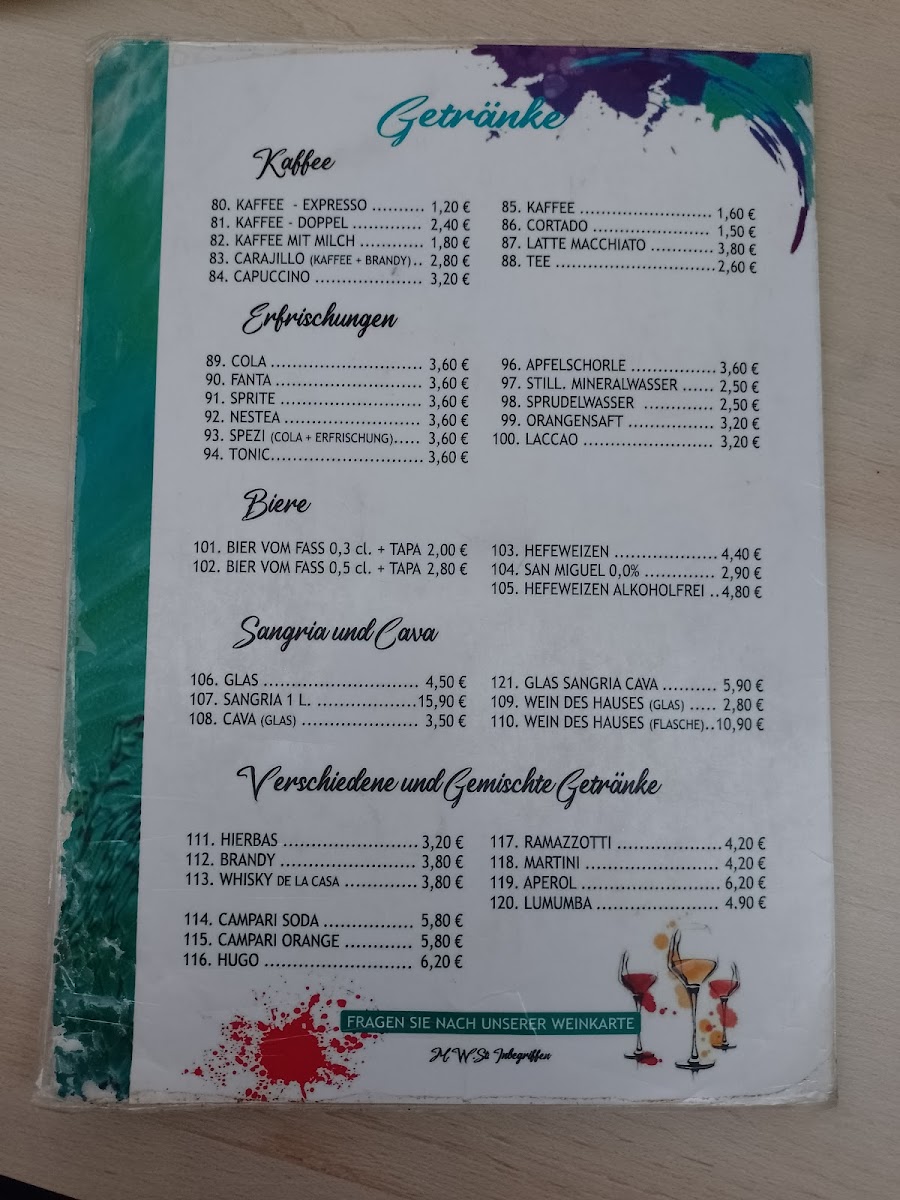 Getränke
Kaffee
80. KAFFEE - EXPRESSO .......... 1,20 €
81. KAFFEE - DOPPEL ............. 2,40 €
82. KAFFEE MIT MILCH ............ 1,80 €
83. CARAJILLO (KAFFEE + BRANDY).. 2,80 €
84. CAPUCCINO ..................... 3,20 €
85. KAFFEE ......................... 1,60 €
86. CORTADO ...................... 1,50 €
87. LATTE MACCHIATO ............ 3,80 €
88. TEE ..............................2,60 €
Erfrischungen
89. COLA ............................. 3,60 €
90. FANTA ............................ 3,60 €
91. SPRITE ........................... 3,60 €
92. NESTEA .......................... 3,60 €
93. SPEZI (COLA + ERFRISCHUNG)..... 3,60 €
94. TONIC............................. 3,60 €
96. APFELSCHORLE .................3,60 €
97. STILL. MINERALWASSER ...... 2,50 €
98. SPRUDELWASSER ............. 2,50 €
99. ORANGENSAFT ................ 3,20 €
100. LACCAO ......................... 3,20 €
Biere
101. BIER VOM FASS 0,3 cl. + TAPA 2,00 €
102. BIER VOM FASS 0,5 cl. + TAPA 2,80 €
103. HEFEWEIZEN .................... 4,40 €
104. SAN MIGUEL 0,0% ............. 2,90 €
105. HEFEWEIZEN ALKOHOLFREI ..4,80 €
Sangria und Cava
106. GLAS .............................. 4,50 €
107. SANGRIA 1 L. ...................15,90 €
108. CAVA (GLAS) ...................... 3,50 €
121. GLAS SANGRIA CAVA .......... 5,90 €
109. WEIN DES HAUSES (GLAS) ..... 2,80 €
110. WEIN DES HAUSES (FLASCHE)..10,90 €
Verschiedene und Gemischte Getränke
111. HIERBAS ..........................3,20 €
112. BRANDY .......................... 3,80 €
113. WHISKY DE LA CASA .............3,80 €
114. CAMPARI SODA ................. 5,80 €
115. CAMPARI ORANGE ............. 5,80 €
116. HUGO ............................ 6,20 €
117. RAMAZZOTTI ....................4,20 €
118. MARTINI ..........................4,20 €
119. APEROL .......................... 6,20 €
120. LUMUMBA ....................... 4.90 €
FRAGEN SIE NACH UNSERER WEINKARTE
MWSt Inbegriffen